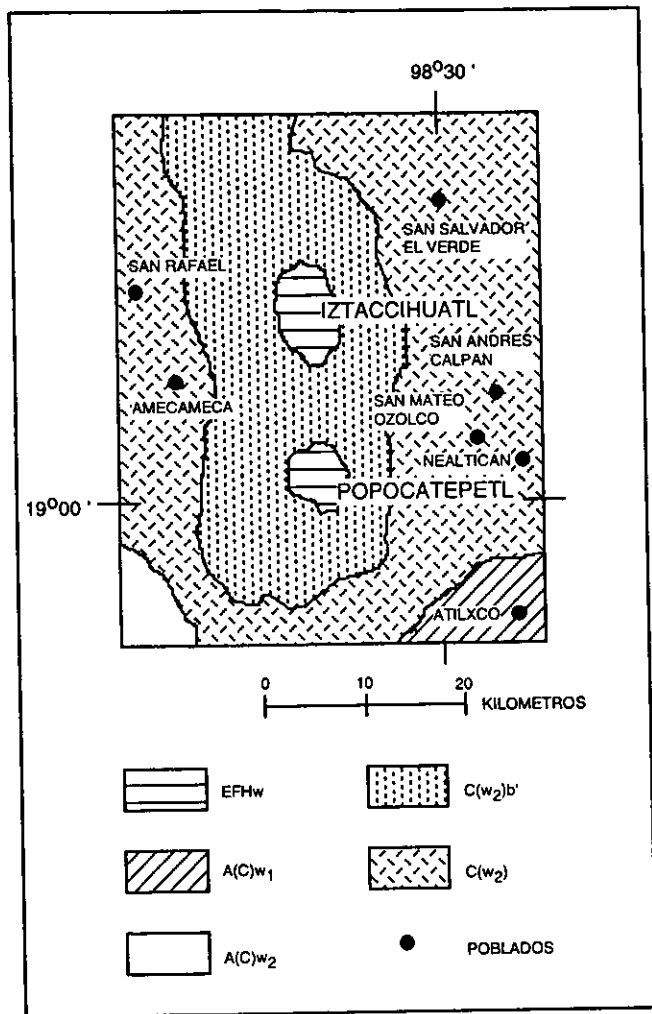 98°30'
SAN SALVADOR
EL VERDE
SAN RAFAEL
IZTACCIHUATL
SAN ANDRES
CALPAN
AMECAMECA
SAN MATEO
OZOLCO
NEALTICAN
POPOCATEPETL
19°00'
ATILXCO
0 10 20
KILOMETROS
EFHw
C(w₂)b'
A(C)w₁
C(w₂)
A(C)w₂
POBLADOS